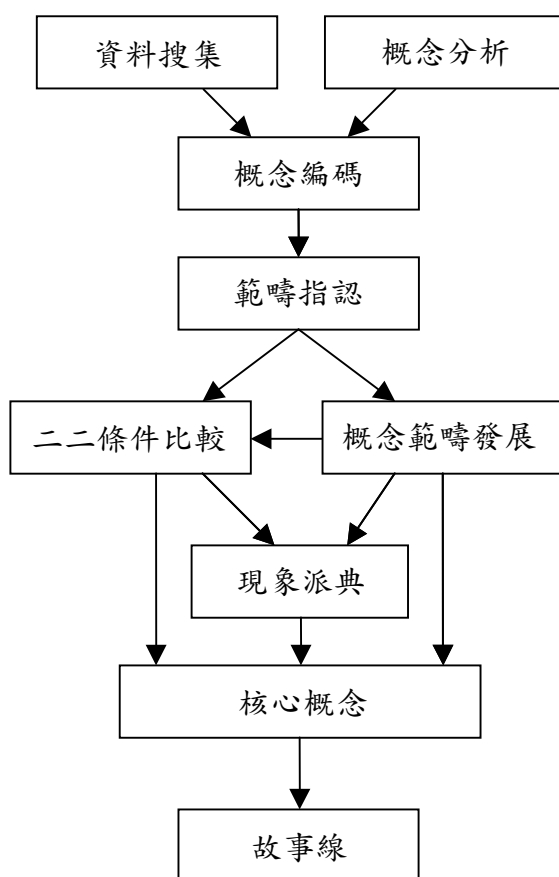 資料搜集
概念分析
概念編碼
範疇指認
二二條件比較
概念範疇發展
現象派典
核心概念
故事線